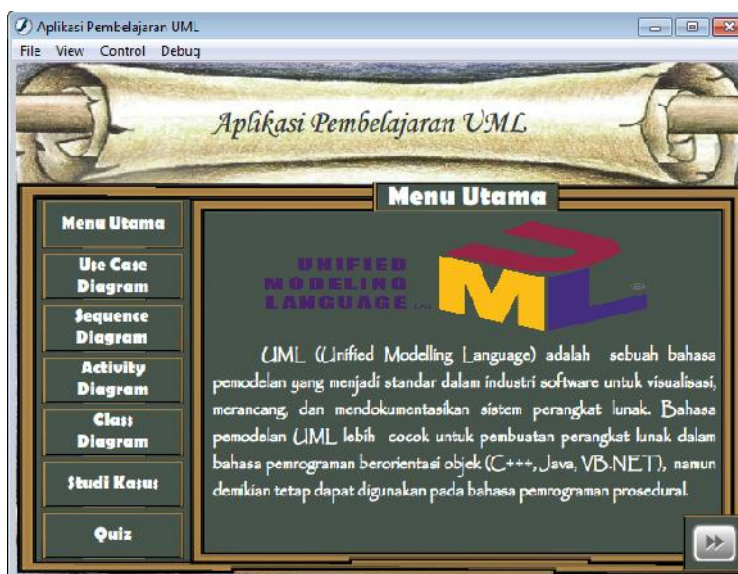 Aplikasi Pembelajaran UML
File View Control Debug
Aplikasi Pembelajaran UML
Menu Utama
Menu Utama
Use Case
Diagram
Sequence
Diagram
Activity
Diagram
Class
Diagram
Studi Kasus
Quiz
UNIFIED
MODELING
LANGUAGE
UML
UML (Unified Modelling Language) adalah sebuah bahasa
pemodelan yang menjadi standar dalam industri software untuk visualisasi,
merancang, dan mendokumentasikan sistem perangkat lunak. Bahasa
pemodelan UML lebih cocok untuk pembuatan perangkat lunak dalam
bahasa pemrograman berorientasi objek (C+++, Java, VB.NET), namun
demikian tetap dapat digunakan pada bahasa pemrograman prosedural.